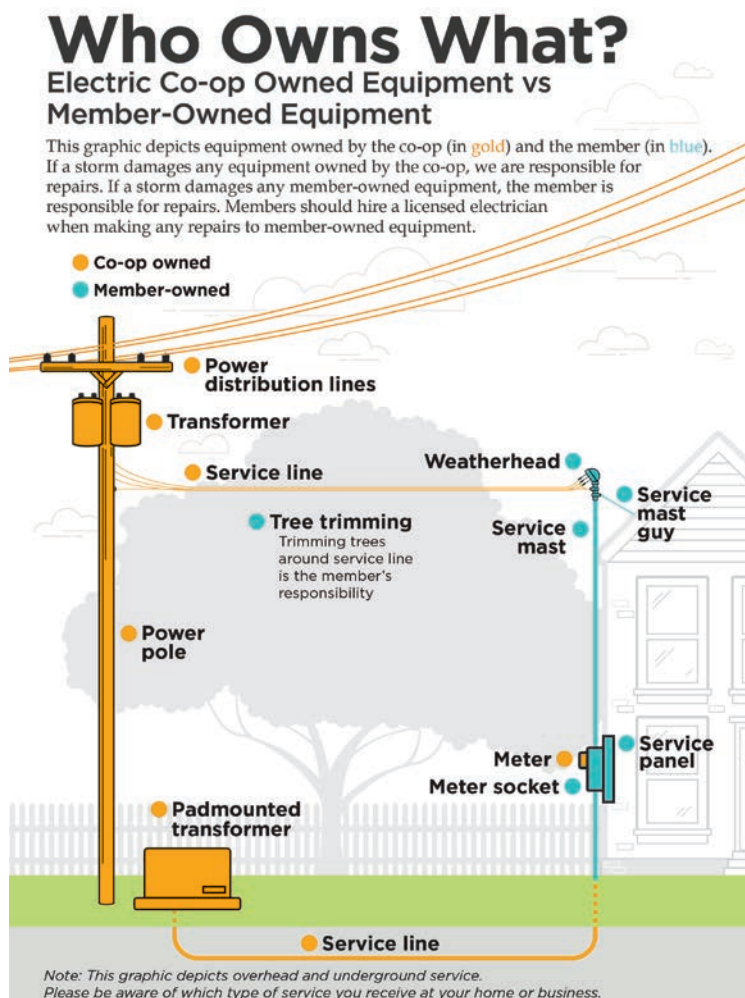 Who Owns What?
Electric Co-op Owned Equipment vs
Member-Owned Equipment
This graphic depicts equipment owned by the co-op (in gold) and the member (in blue).
If a storm damages any equipment owned by the co-op, we are responsible for
repairs. If a storm damages any member-owned equipment, the member is
responsible for repairs. Members should hire a licensed electrician
when making any repairs to member-owned equipment.
Co-op owned
Member-owned
Power
distribution lines
Transformer
Service line
Weatherhead
Service
mast
guy
Service
mast
Tree trimming
Trimming trees
around service line
is the member's
responsibility
Power
pole
Meter
Meter socket
Service
panel
Padmounted
transformer
Service line
Note: This graphic depicts overhead and underground service.
Please be aware of which type of service you receive at your home or business.